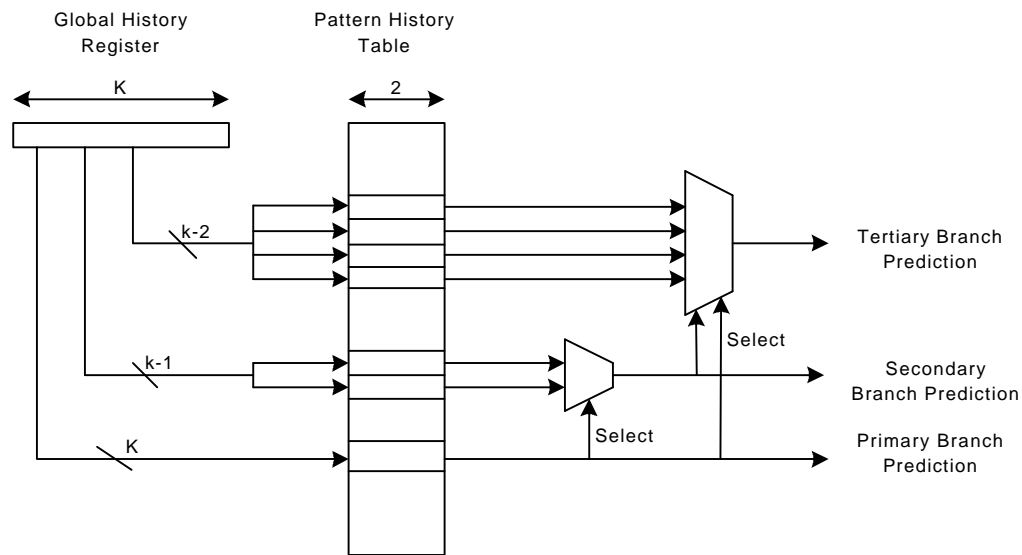 Global History
Register
Pattern History
Table
K
2
k-2
Tertiary Branch
Prediction
Select
k-1
Secondary
Branch Prediction
Select
K
Primary Branch
Prediction